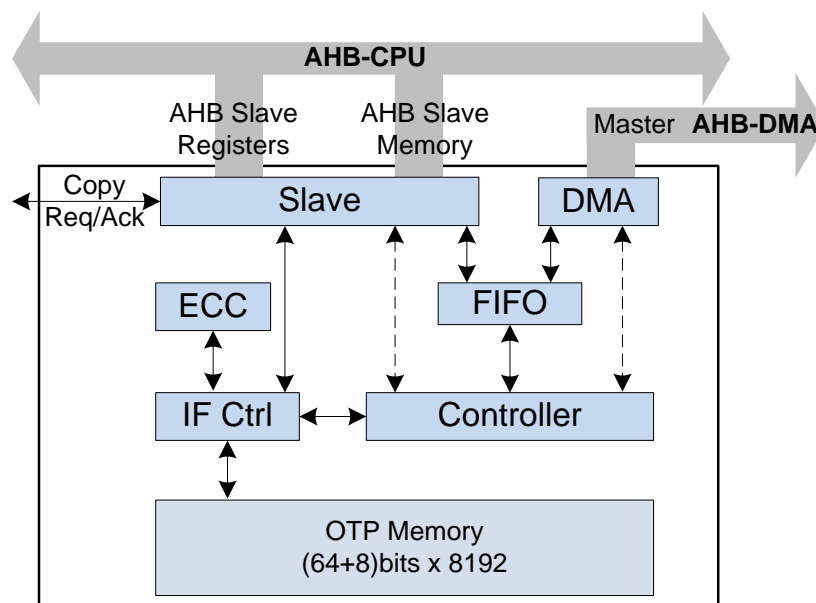 AHB-CPU
AHB Slave
Registers
AHB Slave
Memory
Master AHB-DMA
Copy
Req/Ack
Slave
DMA
ECC
FIFO
IF Ctrl
Controller
OTP Memory
(64+8)bits x 8192